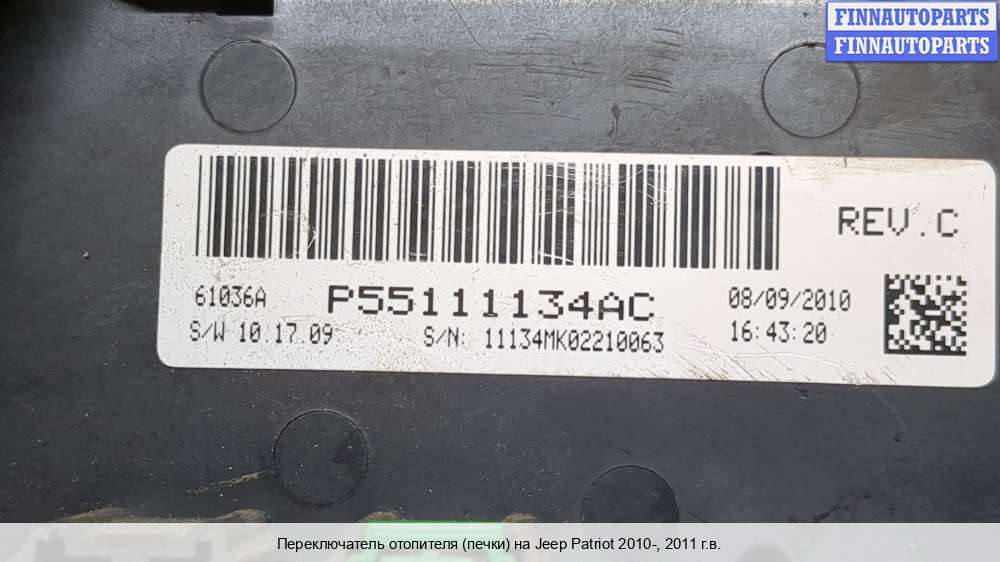 FINNAUTOPARTS
FINNAUTOPARTS
REV.C
61036A P55111134AC 08/09/2010
S/W 10.17.09 S/N: 11134MK02210063 16:43:20
Переключатель отопителя (печки) на Jeep Patriot 2010-, 2011 г.в.